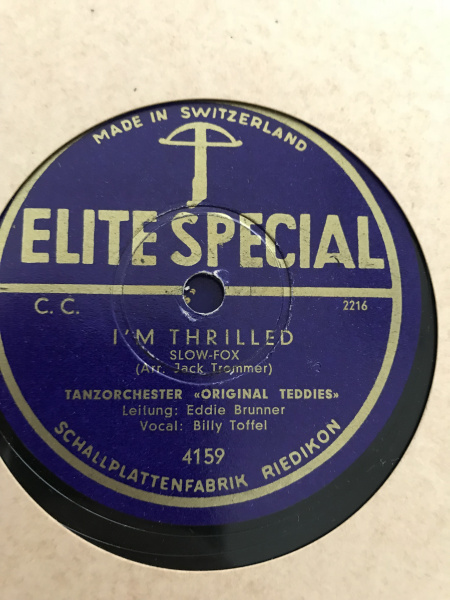 MADE IN SWITZERLAND
ELITE SPECIAL
C. C. 2216
I'M THRILLED
SLOW-FOX
(Arr. Jack Trommer)
TANZORCHESTER «ORIGINAL TEDDIES»
Leitung: Eddie Brunner
Vocal: Billy Toffel
4159
SCHALLPLATTENFABRIK RIEDIKON